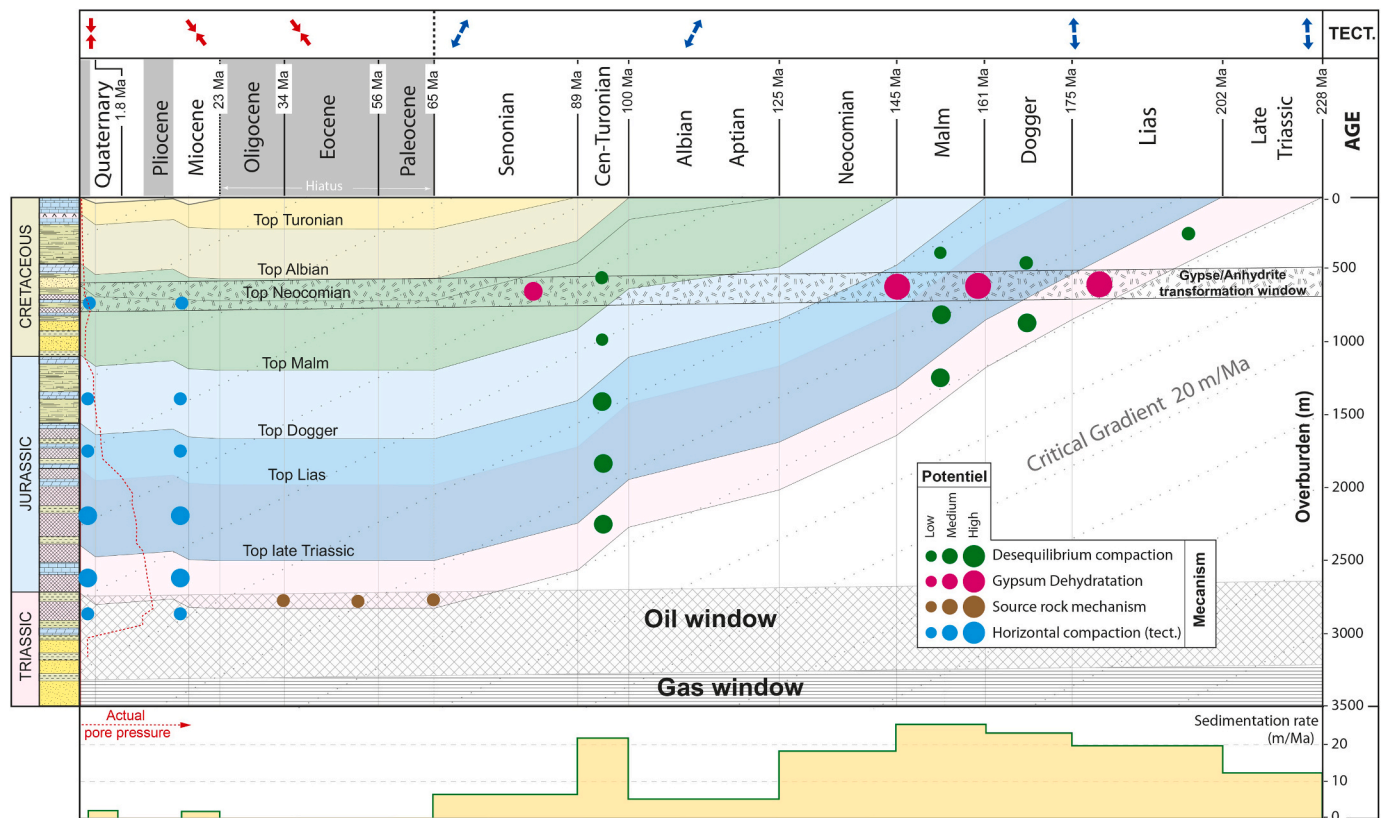 TECT.
Quaternary
1.8 Ma
Pliocene
Miocene
23 Ma
Oligocene
34 Ma
Eocene
56 Ma
Paleocene
65 Ma
Senonian
89 Ma
Cen-Turonian
100 Ma
Albian
Aptian
125 Ma
Neocomian
145 Ma
Malm
161 Ma
Dogger
175 Ma
Lias
202 Ma
Late
Triassic
228 Ma
AGE
Hiatus
CRETACEOUS
JURASSIC
TRIASSIC
Top Turonian
Top Albian
Top Neocomian
Top Malm
Top Dogger
Top Lias
Top late Triassic
Gypse/Anhydrite
transformation window
Critical Gradient 20 m/Ma
Oil window
Gas window
0
500
1000
1500
2000
2500
3000
3500
Overburden (m)
Potentiel
Low
Medium
High
Desequilibrium compaction
Gypsum Dehydratation
Source rock mechanism
Horizontal compaction (tect.)
Mecanism
Actual
pore pressure
Sedimentation rate
(m/Ma)
20
10
0